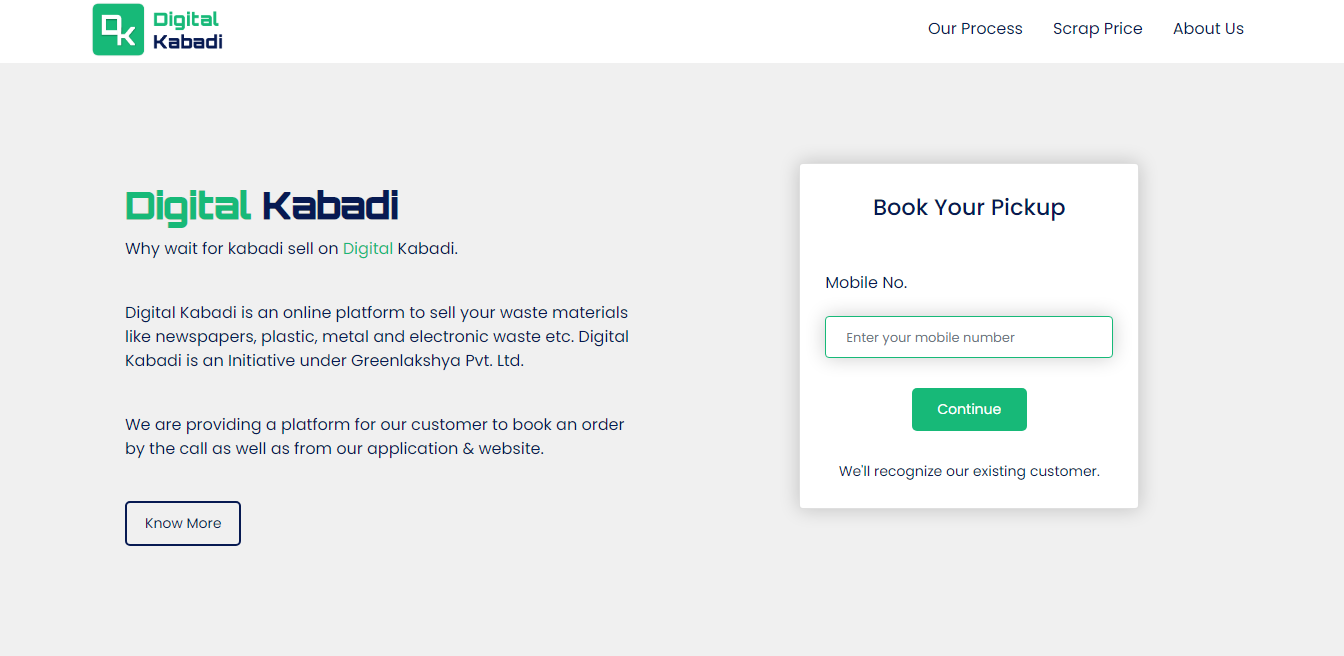 DK
Digital
Kabadi
Our Process
Scrap Price
About Us
Digital Kabadi
Why wait for kabadi sell on Digital Kabadi.
Digital Kabadi is an online platform to sell your waste materials
like newspapers, plastic, metal and electronic waste etc. Digital
Kabadi is an Initiative under Greenlakshya Pvt. Ltd.
We are providing a platform for our customer to book an order
by the call as well as from our application & website.
Know More
Book Your Pickup
Mobile No.
Enter your mobile number
Continue
We'll recognize our existing customer.